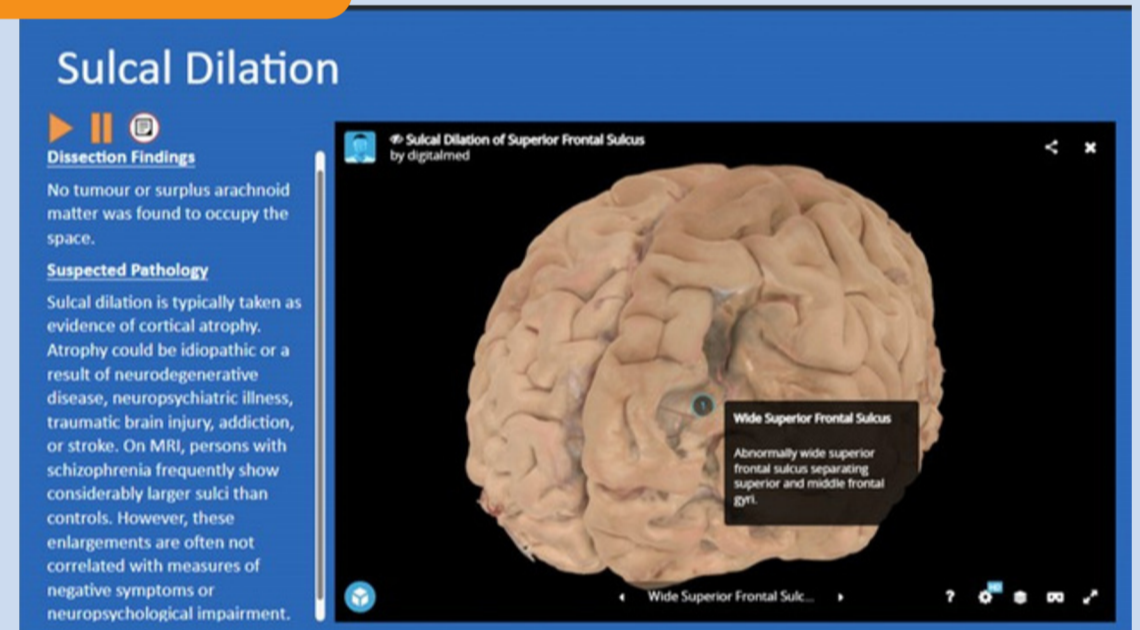 Sulcal Dilation
Dissection Findings
No tumour or surplus arachnoid
matter was found to occupy the
space.
Suspected Pathology
Sulcal dilation is typically taken as
evidence of cortical atrophy.
Atrophy could be idiopathic or a
result of neurodegenerative
disease, neuropsychiatric illness,
traumatic brain injury, addiction,
or stroke. On MRI, persons with
schizophrenia frequently show
considerably larger sulci than
controls. However, these
enlargements are often not
correlated with measures of
negative symptoms or
neuropsychological impairment.
Sulcal Dilation of Superior Frontal Sulcus
by digitalmed
1
Wide Superior Frontal Sulcus
Abnormally wide superior
frontal sulcus separating
superior and middle frontal
gyri.
Wide Superior Frontal Sulc...
?
HD